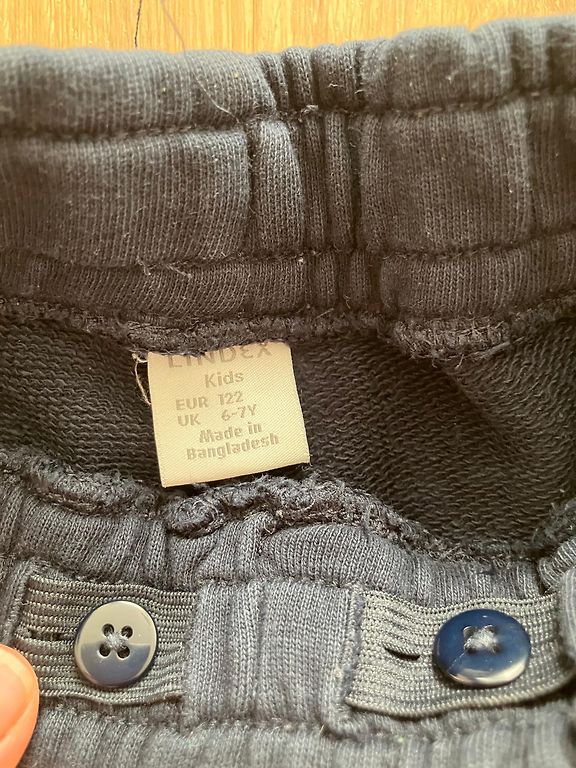 LINDEX
Kids
EUR 122
UK 6-7Y
Made in
Bangladesh